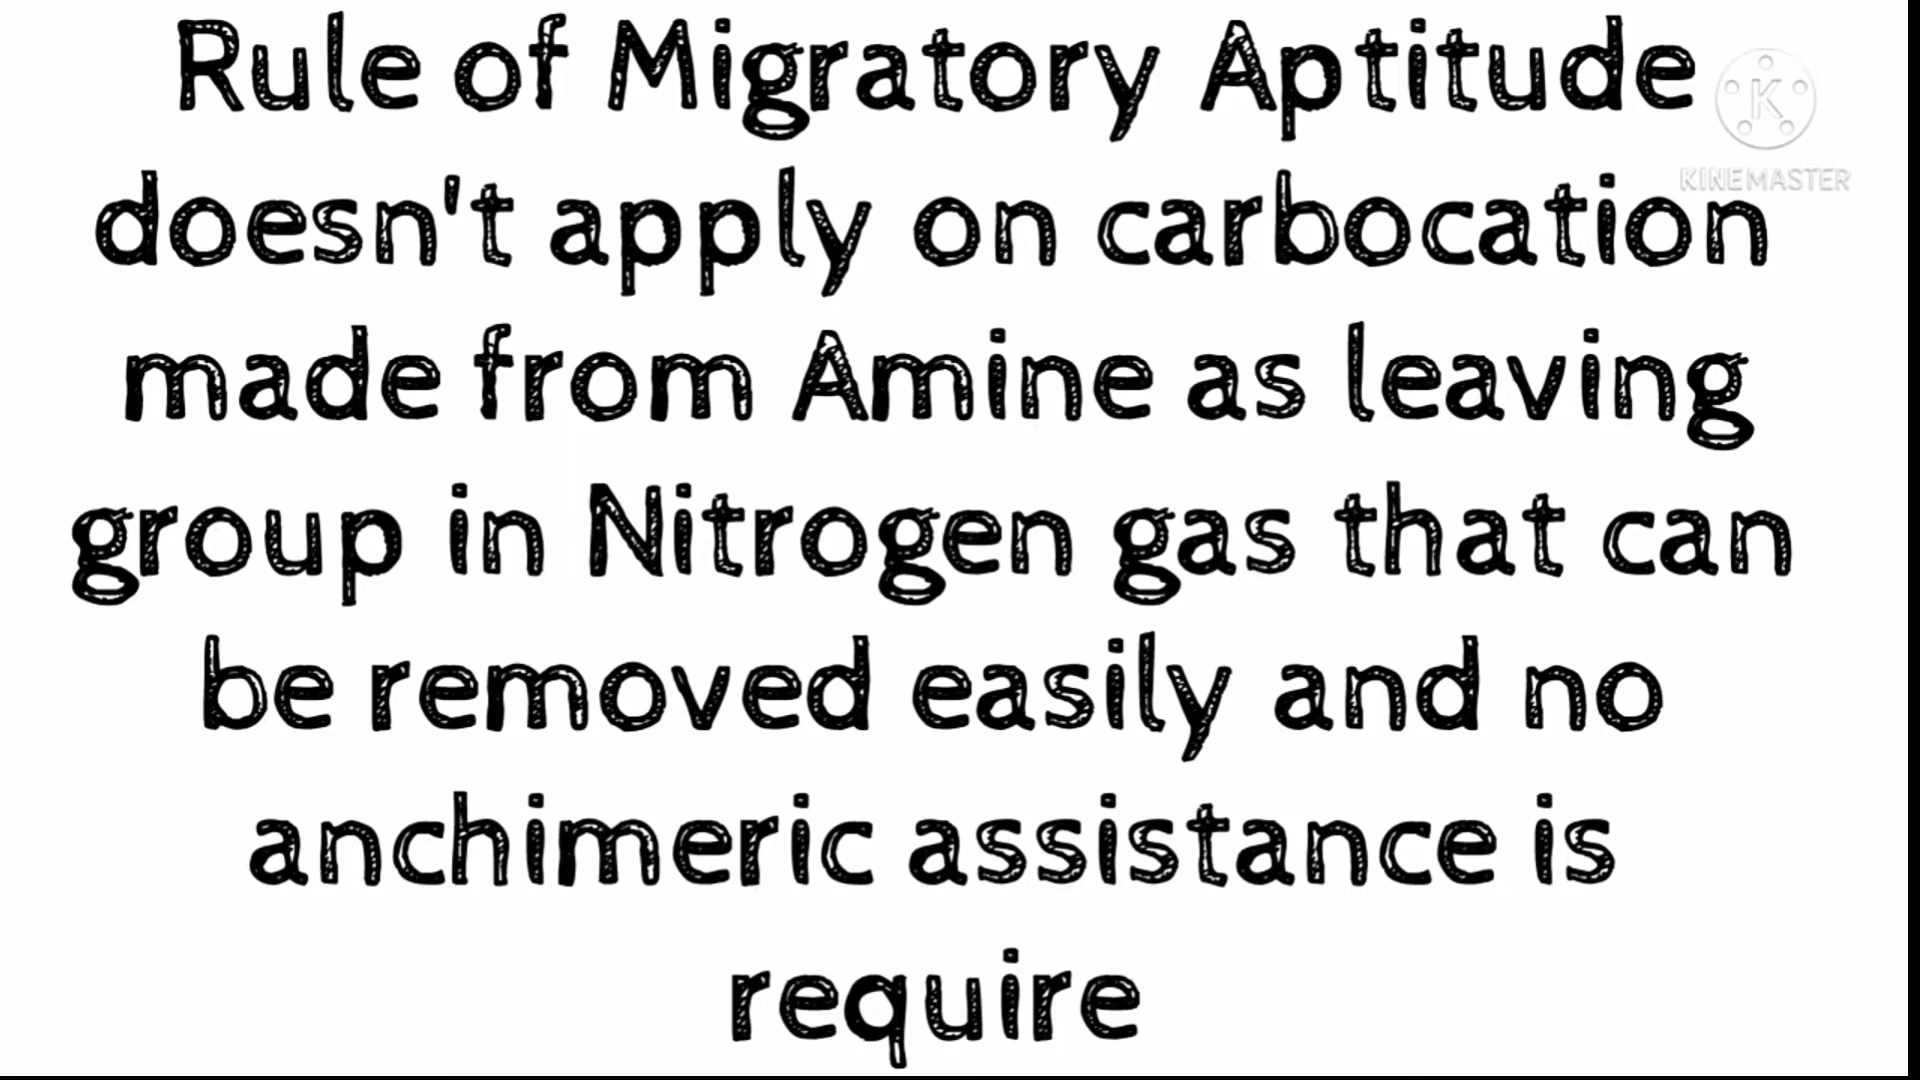 Rule of Migratory Aptitude
K
KINEMASTER
doesn't apply on carbocation
made from Amine as leaving
group in Nitrogen gas that can
be removed easily and no
anchimeric assistance is
require